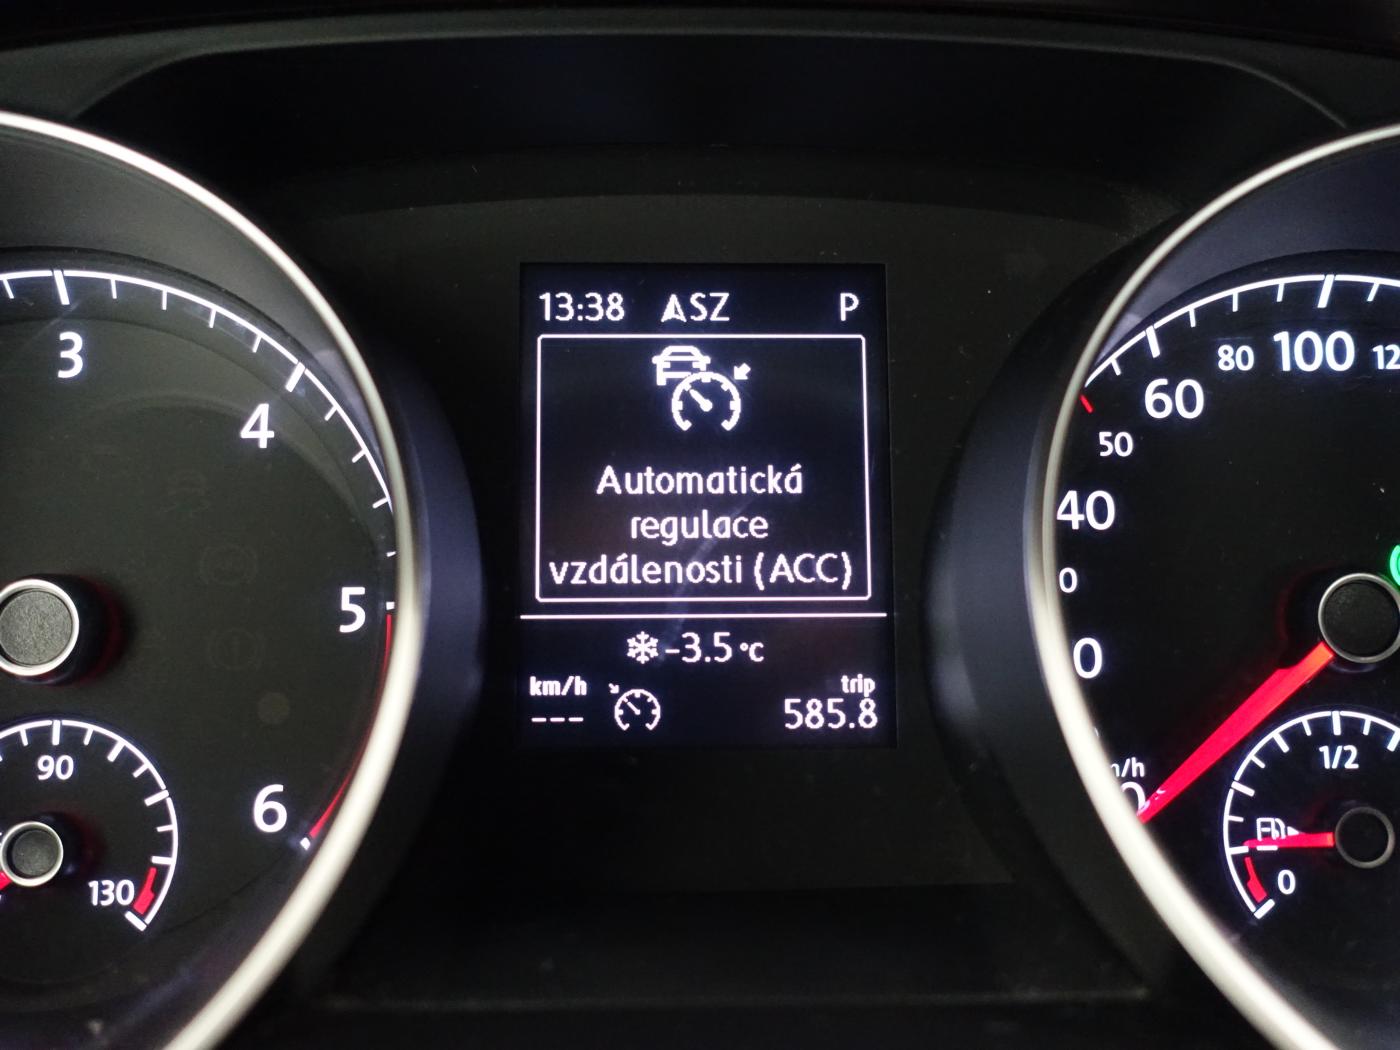 13:38 ASZ P
Automatická
regulace
vzdálenosti (ACC)
-3.5 °C
km/h trip
--- 585.8
3
4
5
6
90
130
40
50
60
80
100
1/2
0